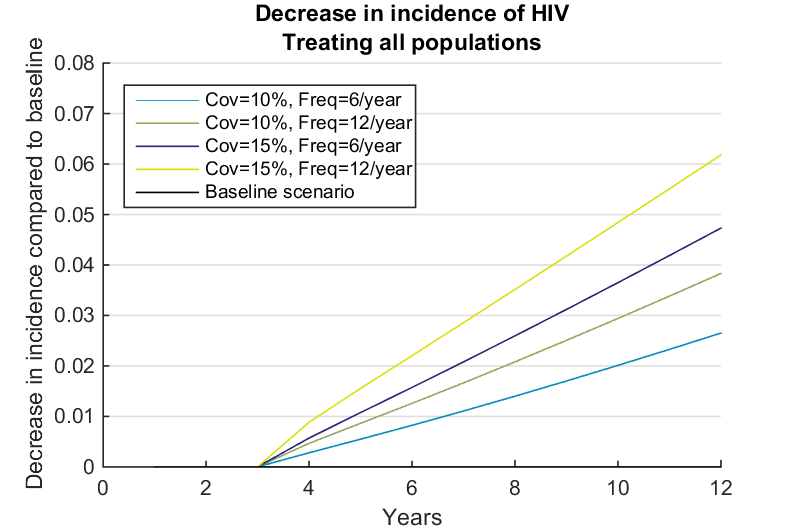 Decrease in incidence of HIV
Treating all populations
Decrease in incidence compared to baseline
0.08
0.07
0.06
0.05
0.04
0.03
0.02
0.01
0
Cov=10%, Freq=6/year
Cov=10%, Freq=12/year
Cov=15%, Freq=6/year
Cov=15%, Freq=12/year
Baseline scenario
0 2 4 6 8 10 12
Years